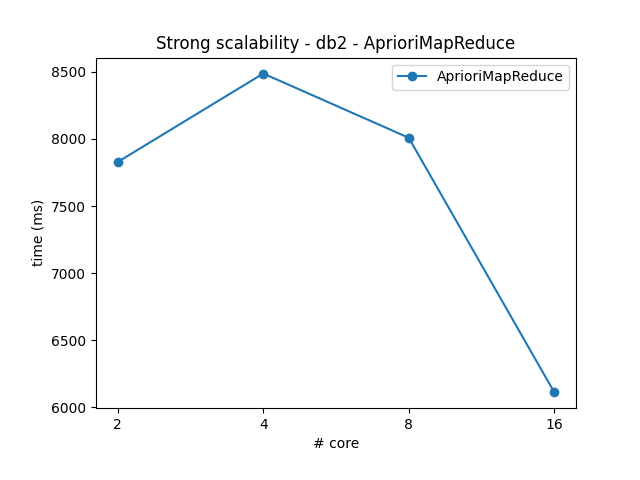 Strong scalability - db2 - AprioriMapReduce
AprioriMapReduce
time (ms)
8500
8000
7500
7000
6500
6000
2 4 8 16
# core